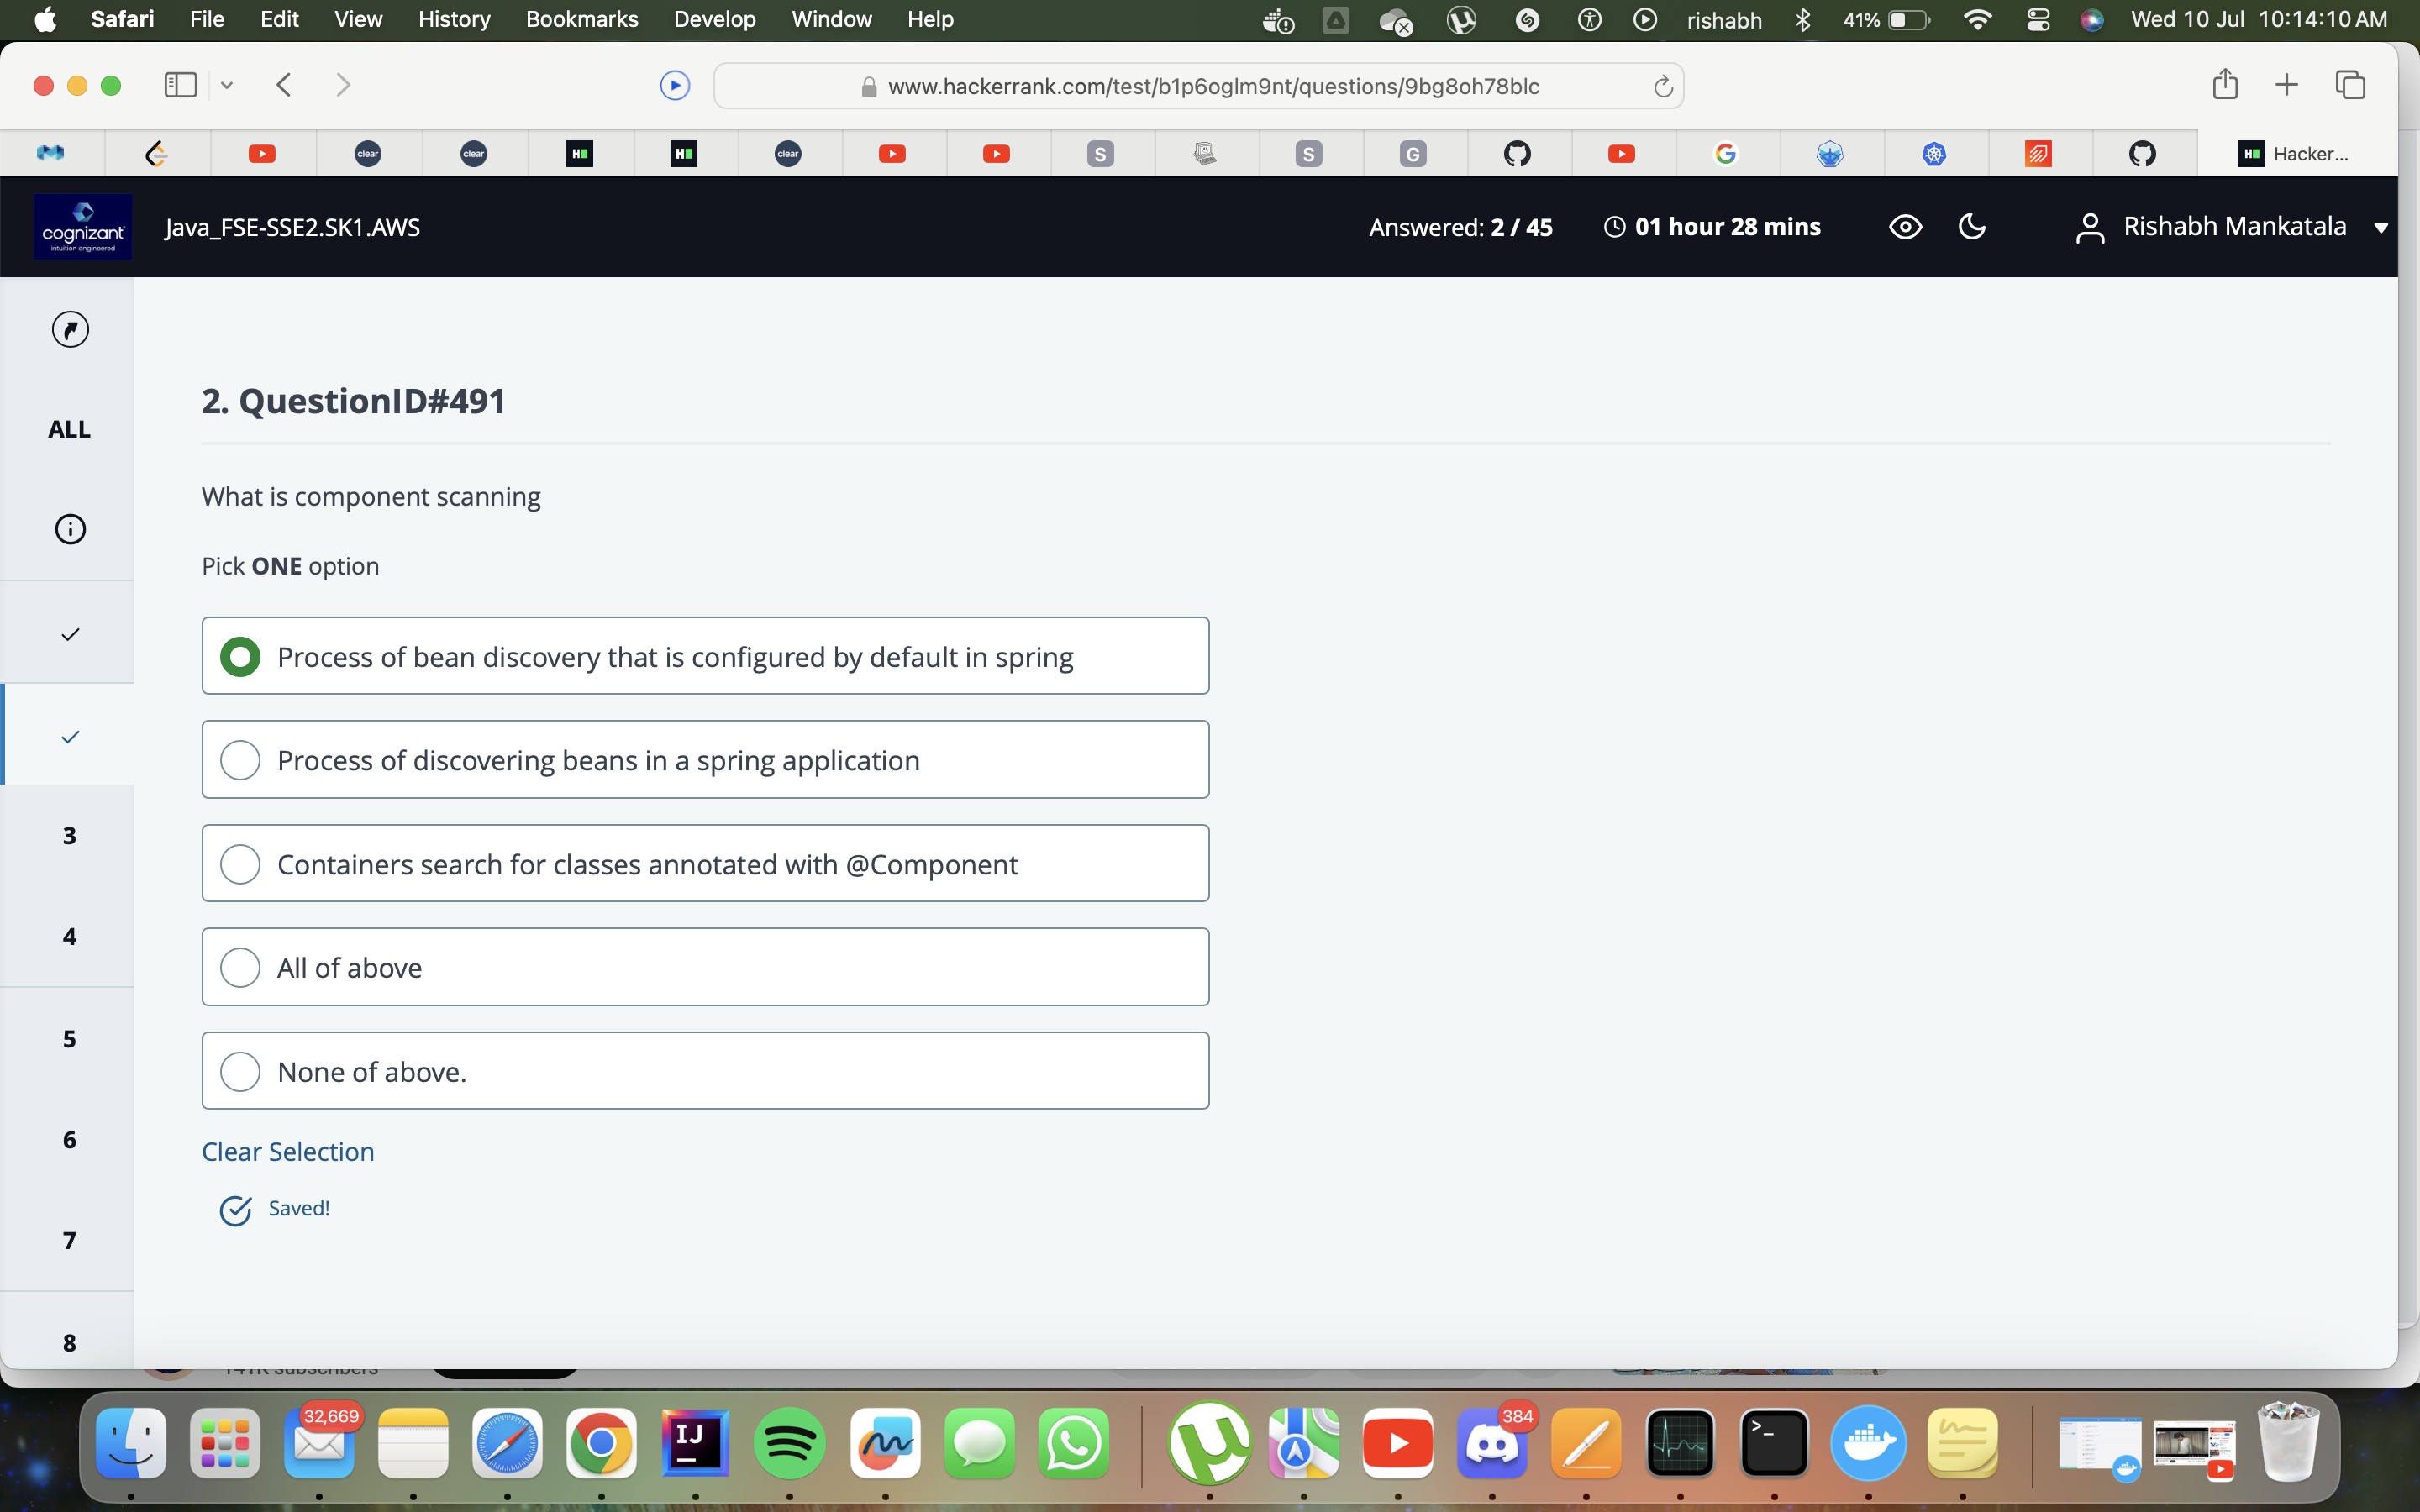 Safari File Edit View History Bookmarks Develop Window Help rishabh 41% Wed 10 Jul 10:14:10 AM
www.hackerrank.com/test/b1p6oglm9nt/questions/9bg8oh78blc
clear clear H H clear S S G G H Hacker...
cognizant
intuition engineered
Java_FSE-SSE2.SK1.AWS
Answered: 2 / 45
01 hour 28 mins
Rishabh Mankatala
ALL
3
4
5
6
7
8
2. QuestionID#491
What is component scanning
Pick ONE option
Process of bean discovery that is configured by default in spring
Process of discovering beans in a spring application
Containers search for classes annotated with @Component
All of above
None of above.
Clear Selection
Saved!
141K subscribers
32,669
IJ
384
>_